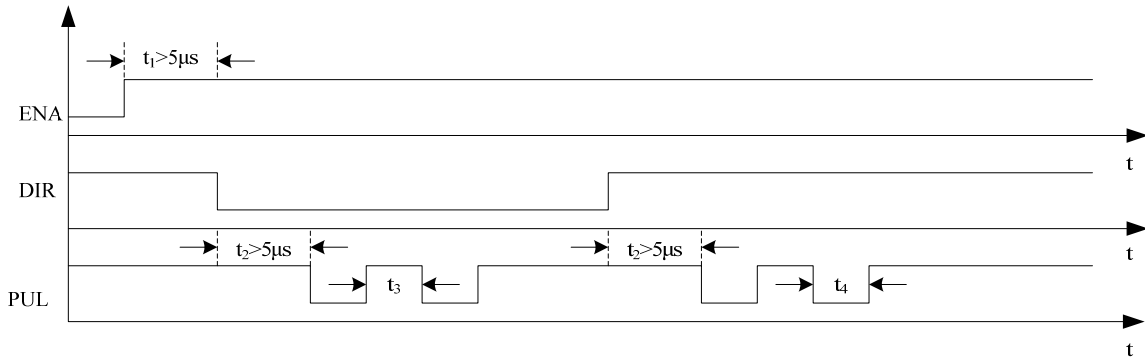 t1>5μs
ENA
t
DIR
t2>5μs
t2>5μs
t
PUL
t3
t4
t